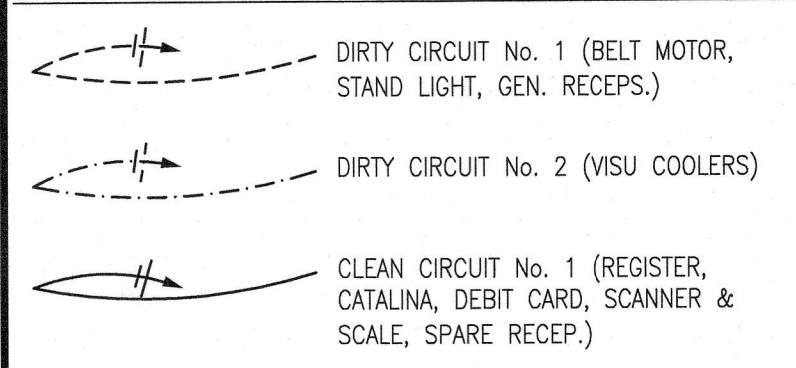 DIRTY CIRCUIT No. 1 (BELT MOTOR,
STAND LIGHT, GEN. RECEPS.)
DIRTY CIRCUIT No. 2 (VISU COOLERS)
CLEAN CIRCUIT No. 1 (REGISTER,
CATALINA, DEBIT CARD, SCANNER &
SCALE, SPARE RECEP.)